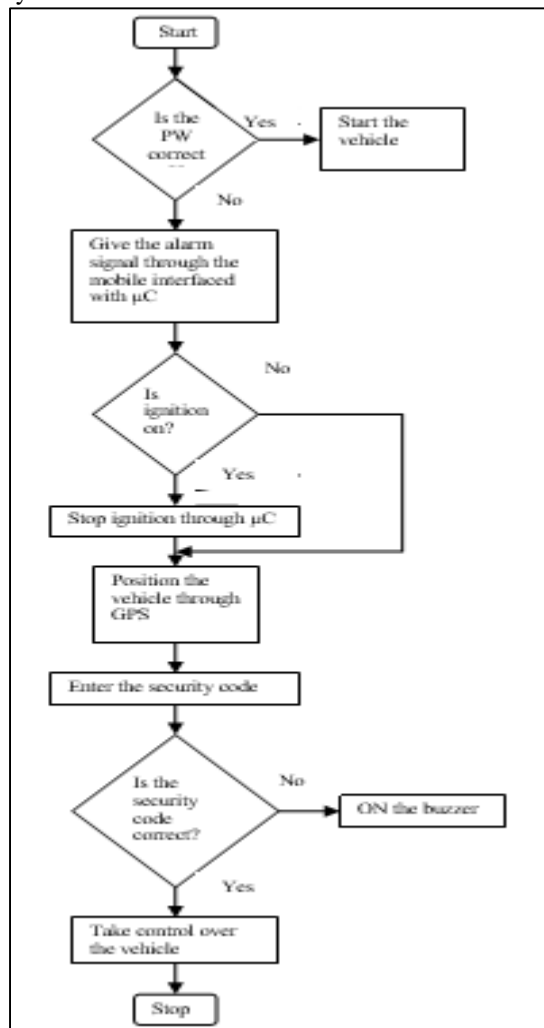 y
Start
Is the
PW
correct
Yes
Start the
vehicle
No
Give the alarm
signal through the
mobile interfaced
with µC
Is
ignition
on?
No
Yes
Stop ignition through µC
Position the
vehicle through
GPS
Enter the security code
Is the
security
code
correct?
No
ON the buzzer
Yes
Take control over
the vehicle
Stop